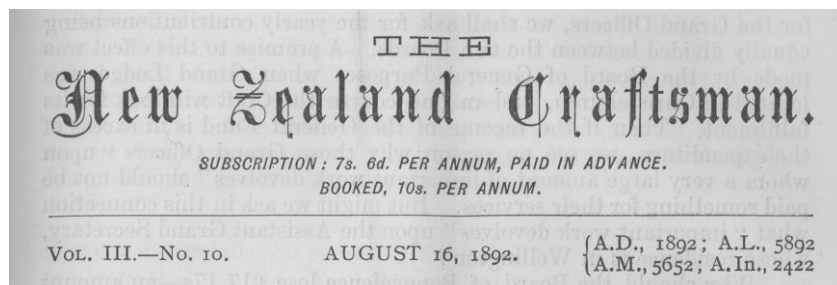 THE
New Zealand Craftsman.
SUBSCRIPTION: 7s. 6d. PER ANNUM, PAID IN ADVANCE.
BOOKED, 10s. PER ANNUM.
VOL. III.—No. 10. AUGUST 16, 1892. {A.D., 1892; A.L., 5892
A.M., 5652; A.In., 2422